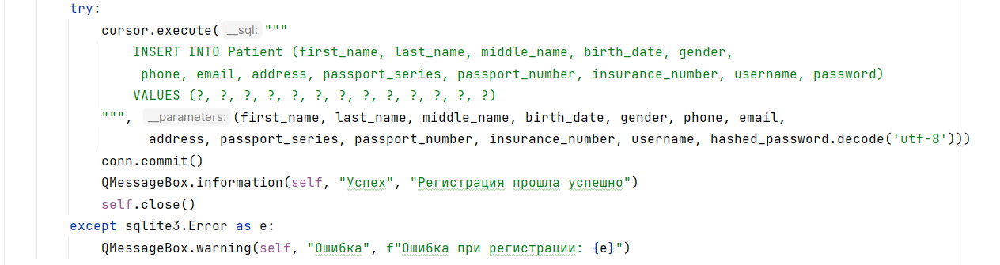 try:
cursor.execute( __sql: """
INSERT INTO Patient (first_name, last_name, middle_name, birth_date, gender,
phone, email, address, passport_series, passport_number, insurance_number, username, password)
VALUES (?, ?, ?, ?, ?, ?, ?, ?, ?, ?, ?, ?, ?)
""", __parameters: (first_name, last_name, middle_name, birth_date, gender, phone, email,
address, passport_series, passport_number, insurance_number, username, hashed_password.decode('utf-8')))
conn.commit()
QMessageBox.information(self, "Успех", "Регистрация прошла успешно")
self.close()
except sqlite3.Error as e:
QMessageBox.warning(self, "Ошибка", f"Ошибка при регистрации: {e}")